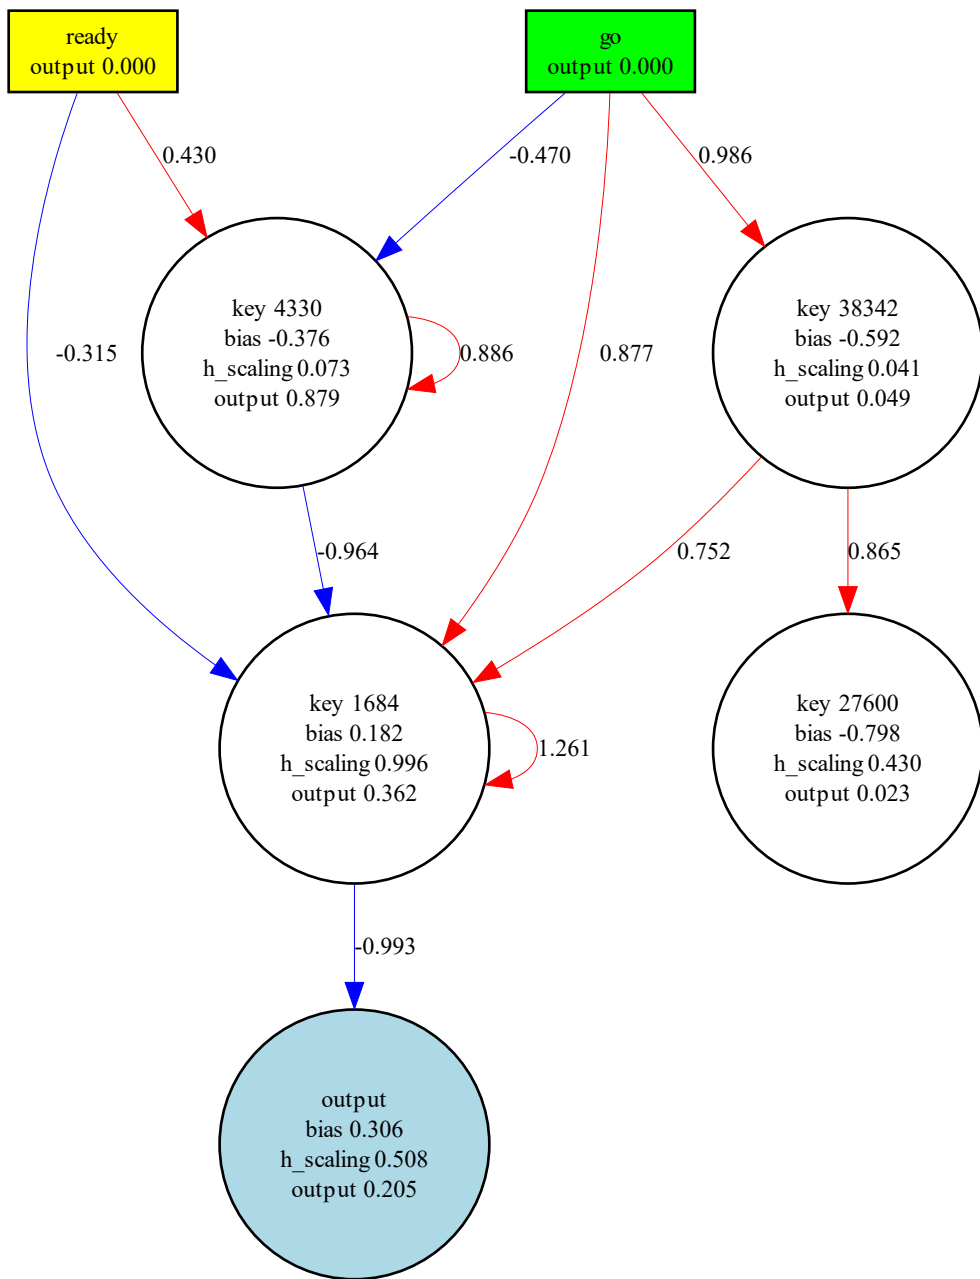 ready
output 0.000
go
output 0.000
0.430
-0.470
0.986
key 4330
bias -0.376
h_scaling 0.073
output 0.879
key 38342
bias -0.592
h_scaling 0.041
output 0.049
-0.315
0.886
0.877
-0.964
0.752
0.865
key 1684
bias 0.182
h_scaling 0.996
output 0.362
key 27600
bias -0.798
h_scaling 0.430
output 0.023
1.261
-0.993
output
bias 0.306
h_scaling 0.508
output 0.205